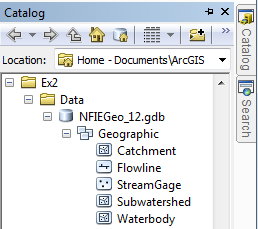 Catalog
Location: Home - Documents\ArcGIS
Ex2
Data
NFIEGeo_12.gdb
Geographic
Catchment
Flowline
StreamGage
Subwatershed
Waterbody
Catalog
Search